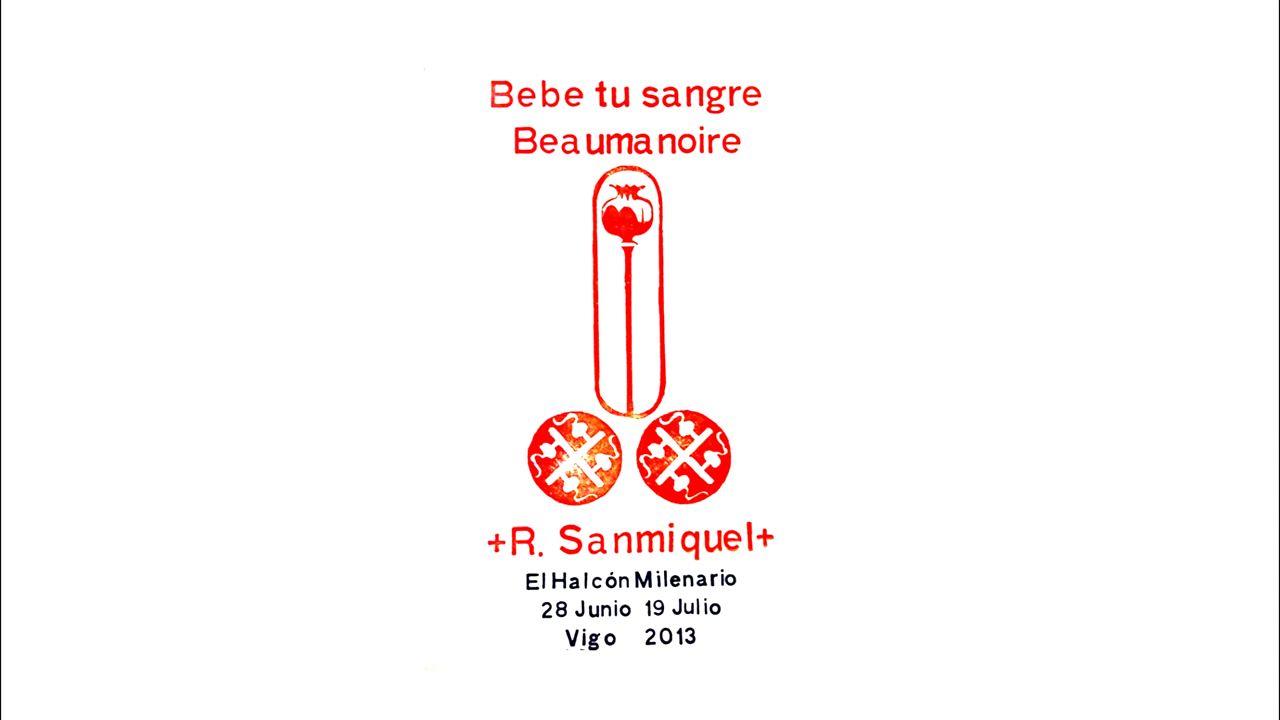 Bebe tu sangre
Beaumanoire
+R. Sanmiquel+
El Halcón Milenario
28 Junio 19 Julio
Vigo 2013